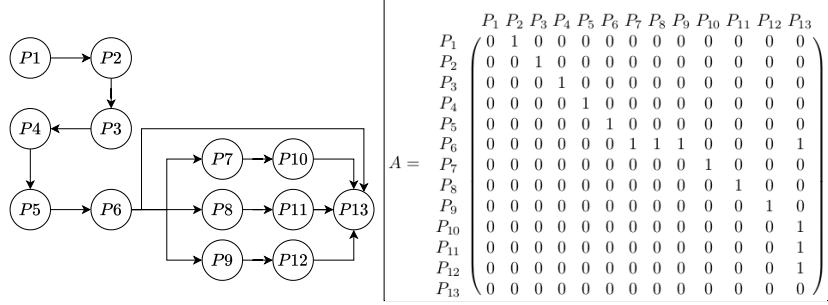 P1 P2
P4 P3
P7 P10
P5 P6 P8 P11 P13
P9 P12
P₁ P₂ P₃ P₄ P₅ P₆ P₇ P₈ P₉ P₁₀ P₁₁ P₁₂ P₁₃
P₁ 0 1 0 0 0 0 0 0 0 0 0 0 0
P₂ 0 0 1 0 0 0 0 0 0 0 0 0 0
P₃ 0 0 0 1 0 0 0 0 0 0 0 0 0
P₄ 0 0 0 0 1 0 0 0 0 0 0 0 0
P₅ 0 0 0 0 0 1 0 0 0 0 0 0 0
P₆ 0 0 0 0 0 0 1 1 1 0 0 0 1
A = P₇ 0 0 0 0 0 0 0 0 0 1 0 0 0
P₈ 0 0 0 0 0 0 0 0 0 0 1 0 0
P₉ 0 0 0 0 0 0 0 0 0 0 0 1 0
P₁₀ 0 0 0 0 0 0 0 0 0 0 0 0 1
P₁₁ 0 0 0 0 0 0 0 0 0 0 0 0 1
P₁₂ 0 0 0 0 0 0 0 0 0 0 0 0 1
P₁₃ 0 0 0 0 0 0 0 0 0 0 0 0 0